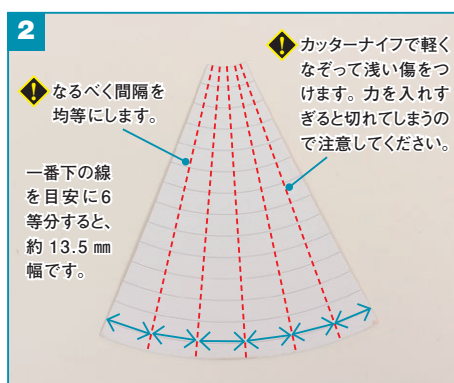 2
なるべく間隔を
均等にします。
一番下の線
を目安に6
等分すると、
約 13.5 ㎜
幅です。
カッターナイフで軽く
なぞって浅い傷をつ
けます。力を入れす
ぎると切れてしまうの
で注意してください。